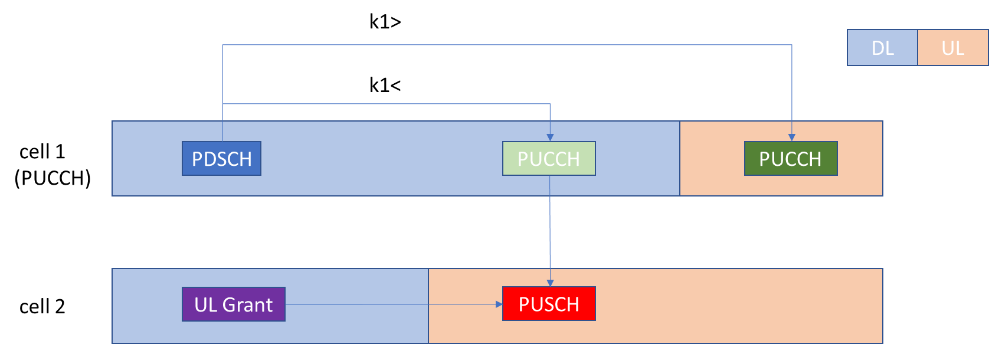 k1>
DL UL
k1<
cell 1
(PUCCH)
PDSCH PUCCH PUCCH
cell 2
UL Grant PUSCH